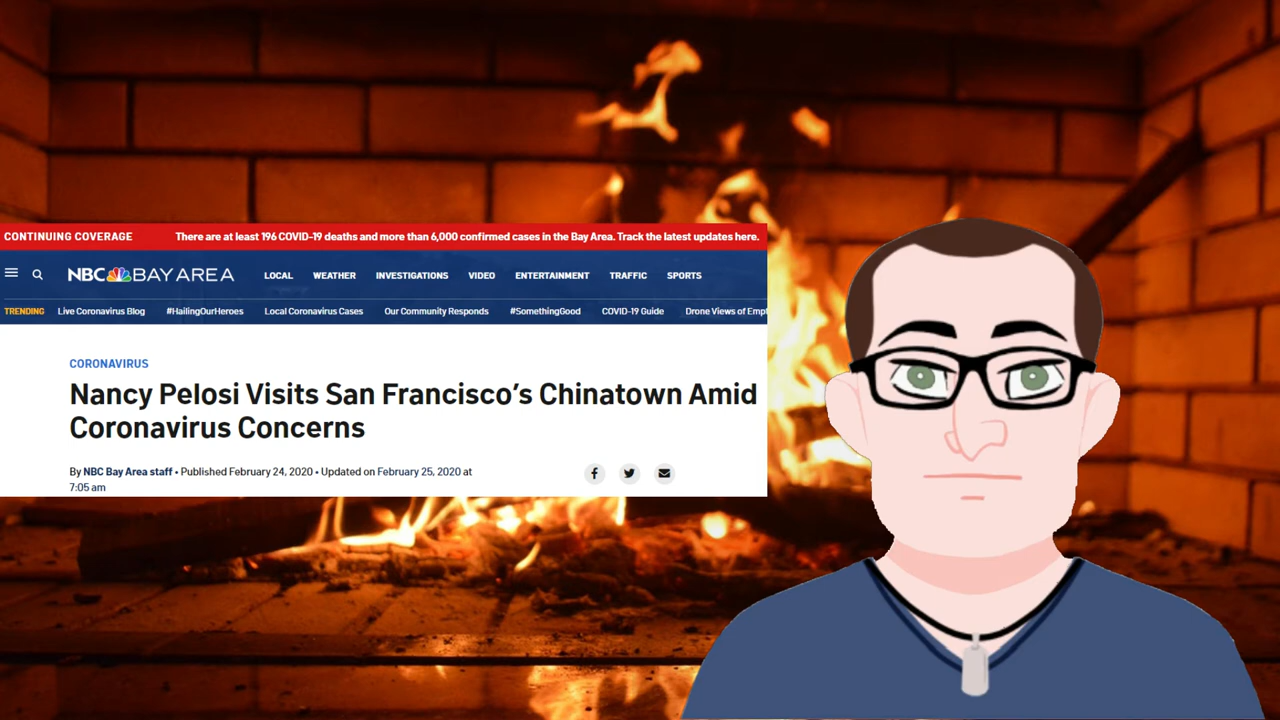 CONTINUING COVERAGE There are at least 196 COVID-19 deaths and more than 6,000 confirmed cases in the Bay Area. Track the latest updates here.
NBC BAY AREA LOCAL WEATHER INVESTIGATIONS VIDEO ENTERTAINMENT TRAFFIC SPORTS
TRENDING Live Coronavirus Blog #HailingOurHeroes Local Coronavirus Cases Our Community Responds #SomethingGood COVID-19 Guide Drone Views of Empt
CORONAVIRUS
Nancy Pelosi Visits San Francisco's Chinatown Amid
Coronavirus Concerns
By NBC Bay Area staff • Published February 24, 2020 • Updated on February 25, 2020 at
7:05 am